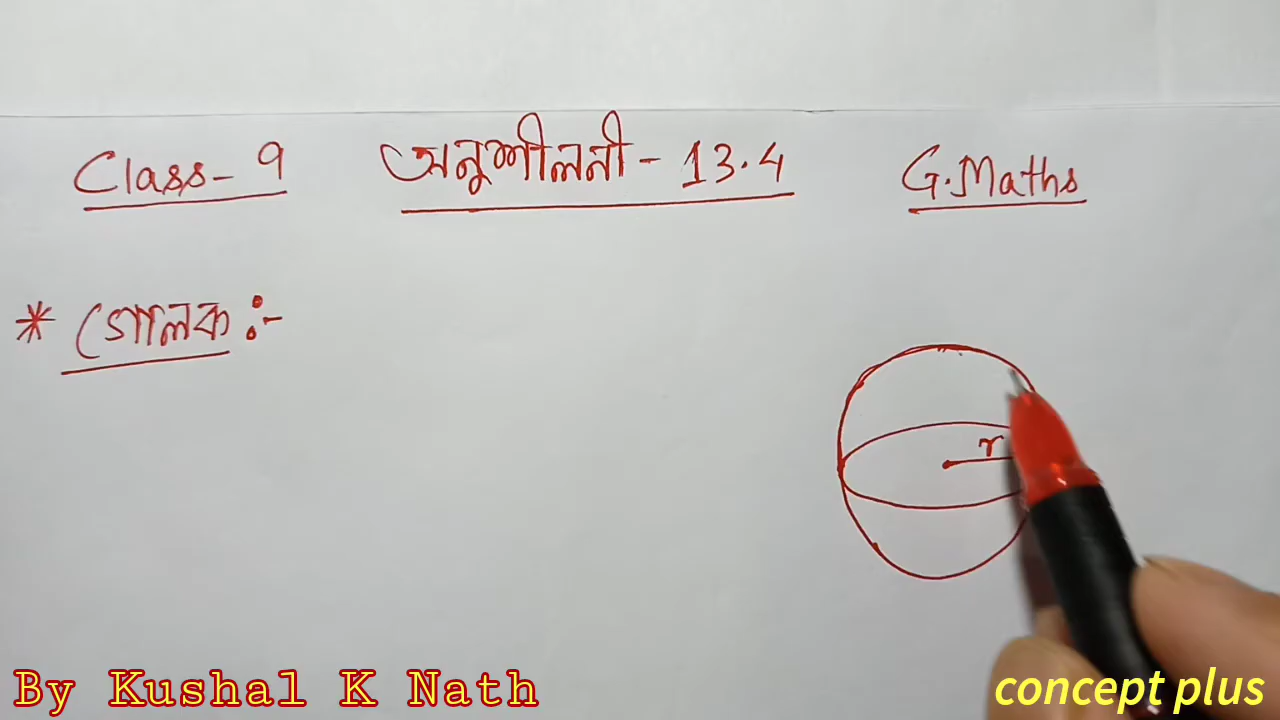 Class - 9 অনুশীলনী - 13.4 G.Maths
* গোলক :-
r
By Kushal K Nath
concept plus